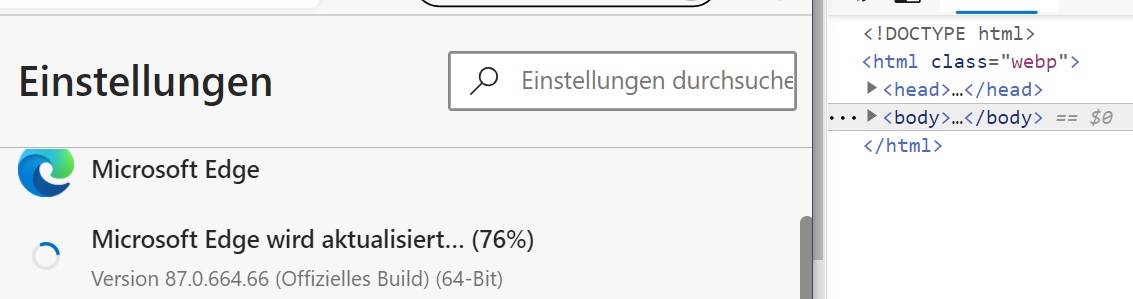 Einstellungen
Einstellungen durchsuche
Microsoft Edge
Microsoft Edge wird aktualisiert... (76%)
Version 87.0.664.66 (Offizielles Build) (64-Bit)
<!DOCTYPE html>
<html class="webp">
<head>…</head>
<body>…</body> == $0
</html>